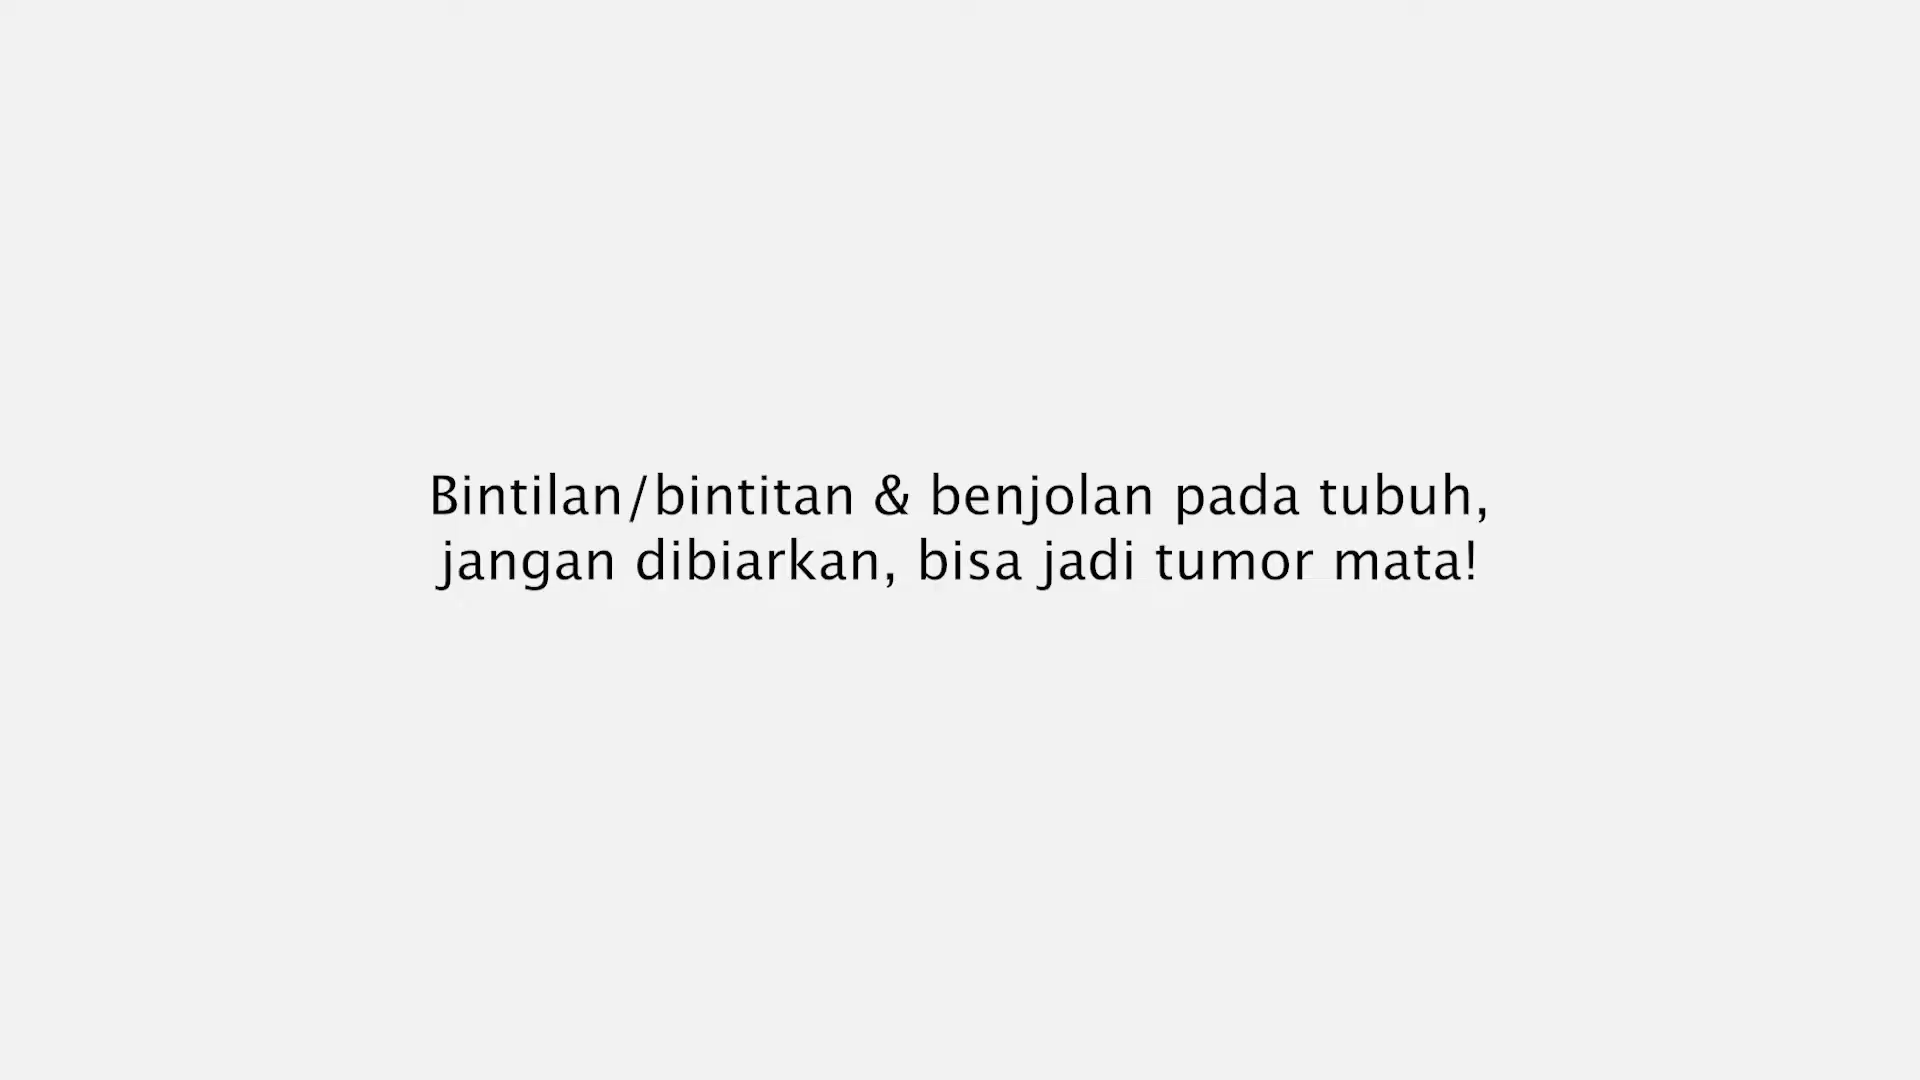 Bintilan/bintitan & benjolan pada tubuh,
jangan dibiarkan, bisa jadi tumor mata!